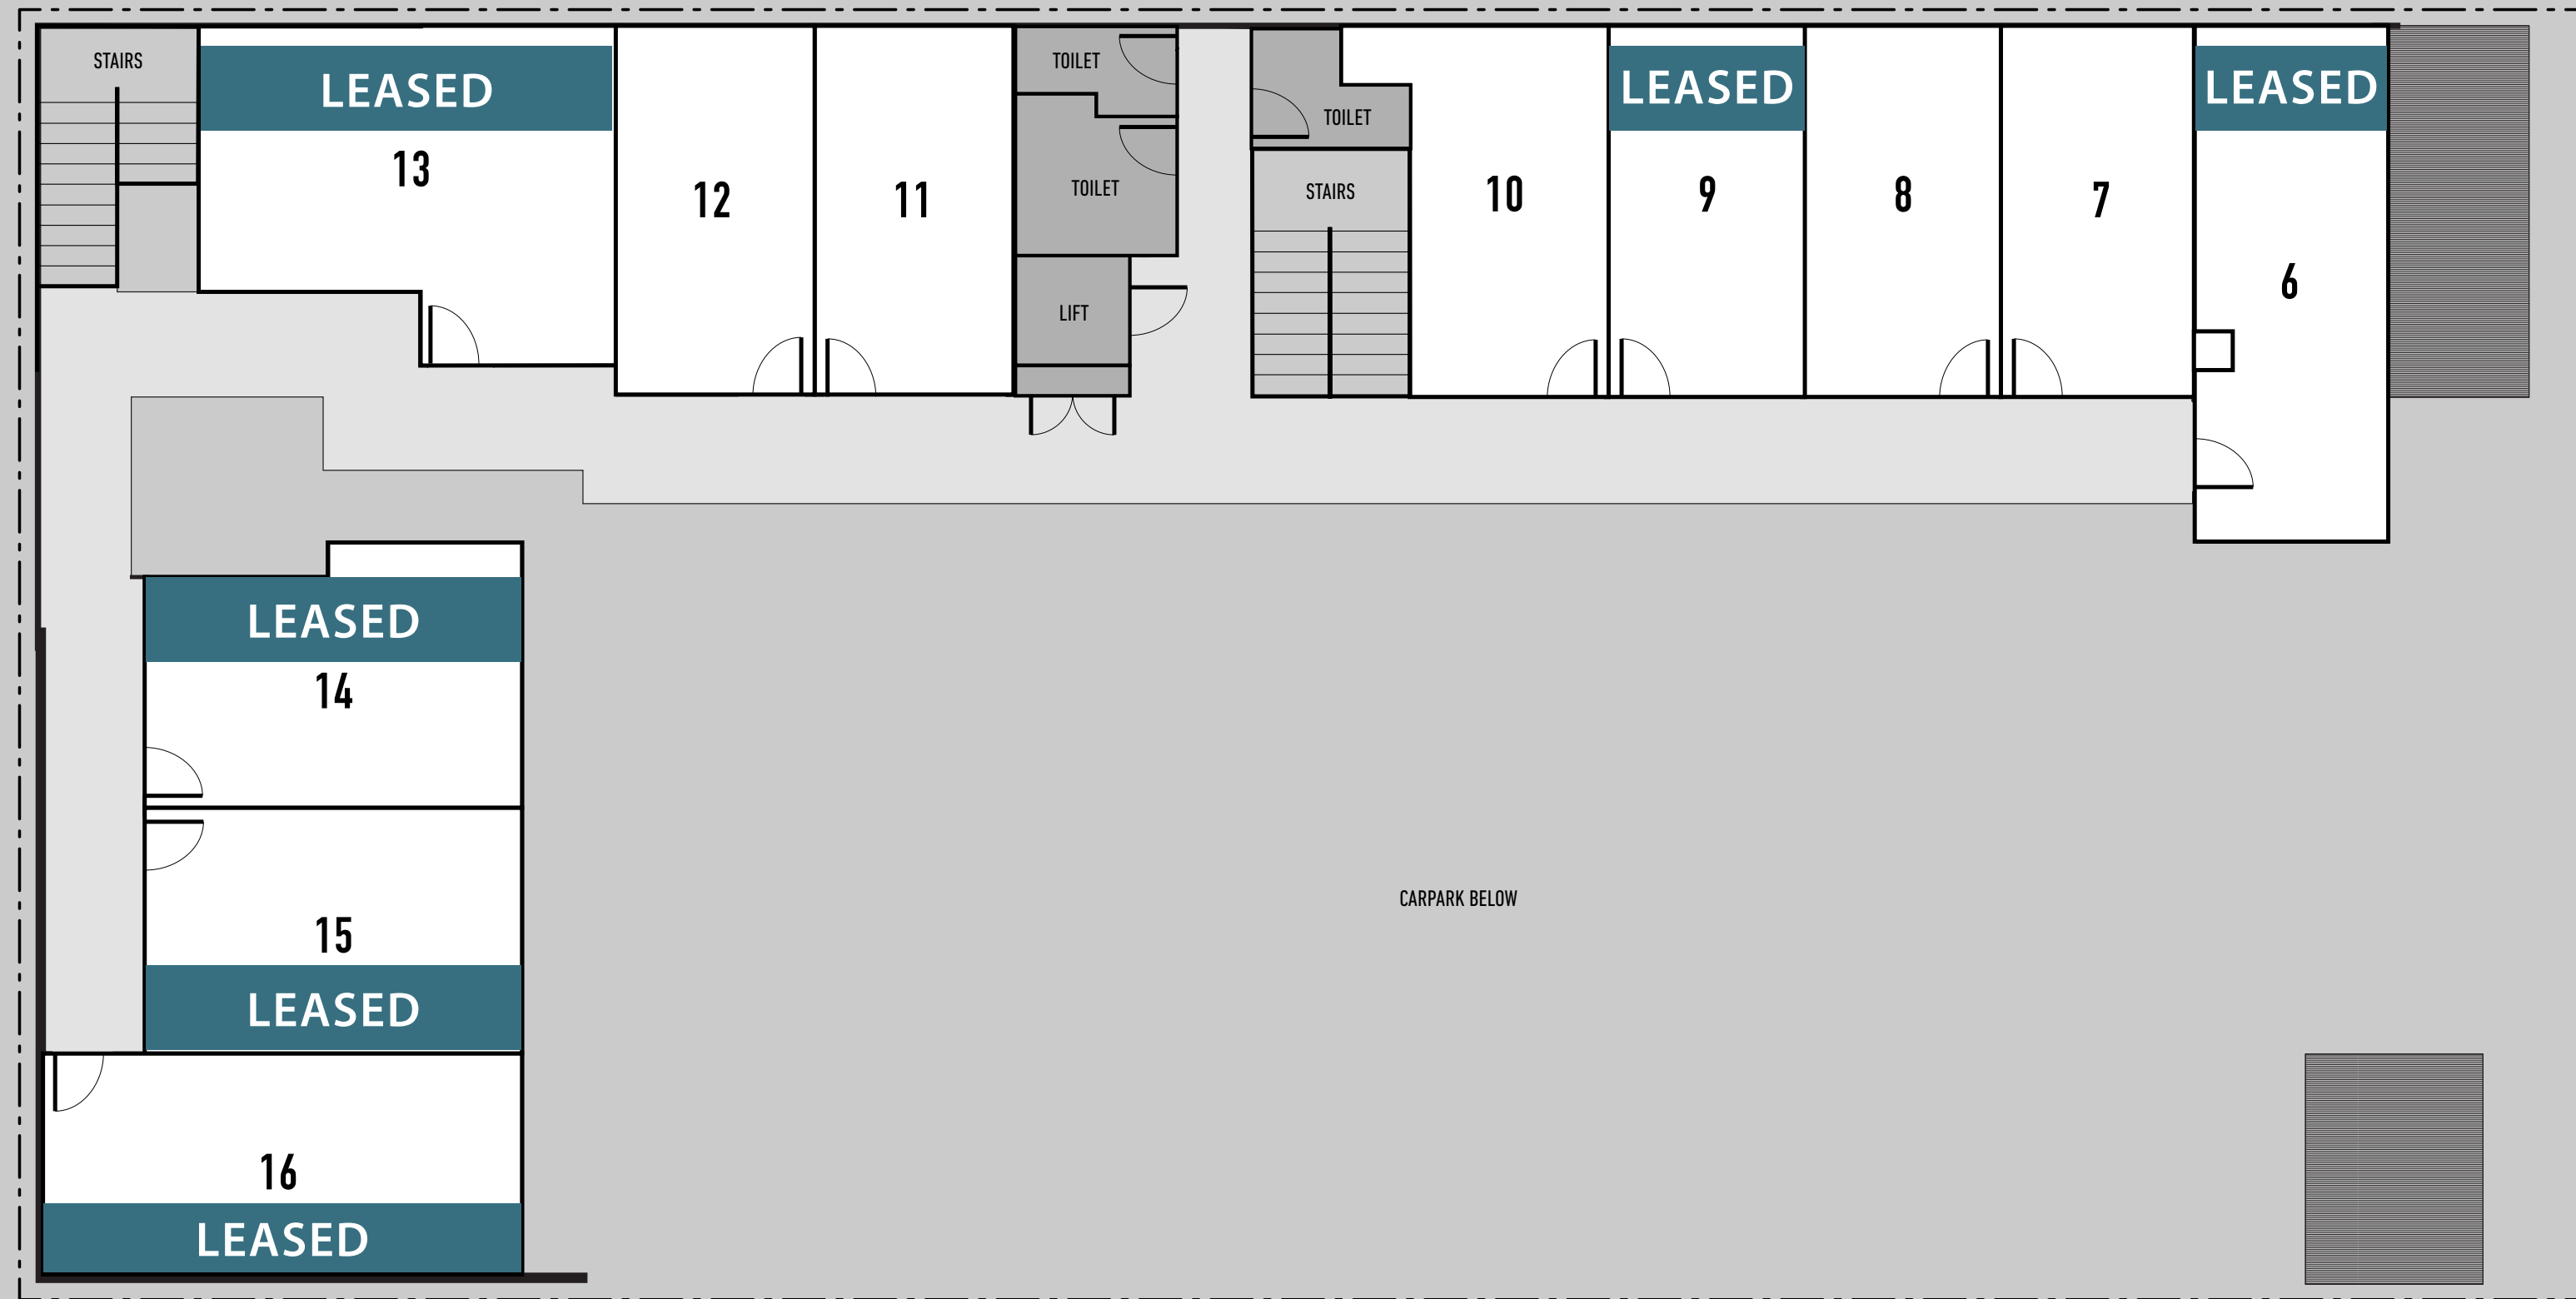 STAIRS
LEASED
13
12
11
TOILET
TOILET
LIFT
TOILET
STAIRS
10
LEASED
9
8
7
LEASED
6
LEASED
14
15
LEASED
16
LEASED
CARPARK BELOW